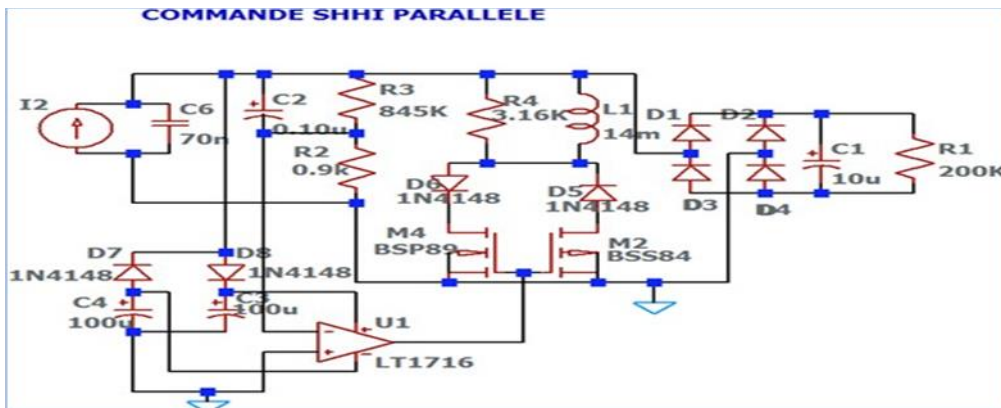 COMMANDE SHHI PARALLELE
I2
C6
70n
C2
0.10u
R3
845K
R2
0.9k
R4
3.16K
L1
14m
D1
D2
D3
D4
C1
10u
R1
200K
D6
1N4148
D5
1N4148
M4
BSP89
M2
BSS84
D7
1N4148
D8
1N4148
C4
100u
C3
100u
U1
LT1716